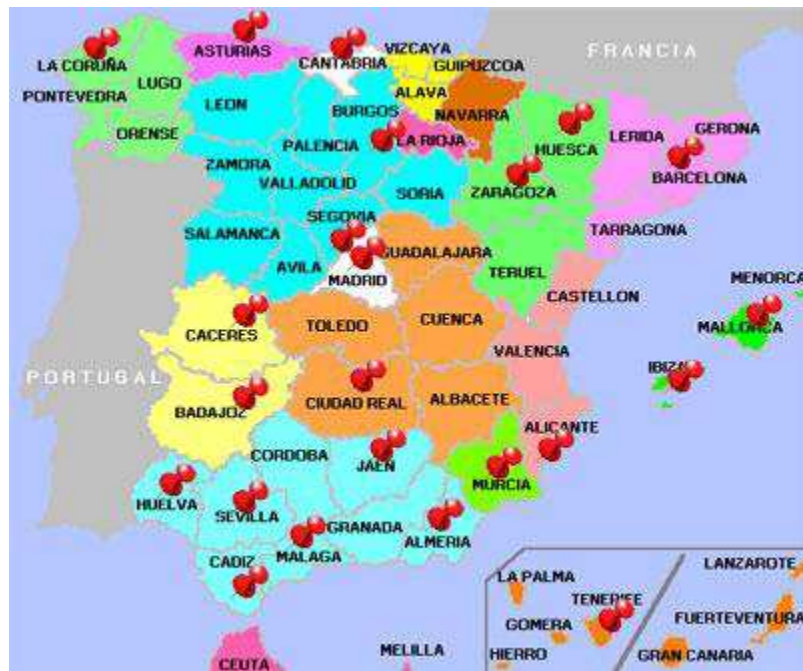 FRANCIA
ASTURIAS
LA CORUÑA
CANTABRIA
VIZCAYA
GUIPUZCOA
LUGO
PONTEVEDRA
ALAVA
LEON
BURGOS
NAVARRA
ORENSE
PALENCIA
LA RIOJA
HUESCA
LERIDA
GERONA
ZAMORA
VALLADOLID
SORIA
ZARAGOZA
BARCELONA
SEGOVIA
SALAMANCA
TARRAGONA
AVILA
MADRID
GUADALAJARA
TERUEL
MENORCA
CASTELLON
CACERES
TOLEDO
CUENCA
MALLORCA
VALENCIA
PORTUGAL
IBIZA
BADAJOZ
CIUDAD REAL
ALBACETE
ALICANTE
CORDOBA
JAEN
MURCIA
HUELVA
SEVILLA
GRANADA
ALMERIA
CADIZ
MALAGA
LA PALMA
LANZAROTE
TENERIFE
GOMERA
FUERTEVENTURA
HIERRO
GRAN CANARIA
CEUTA
MELILLA